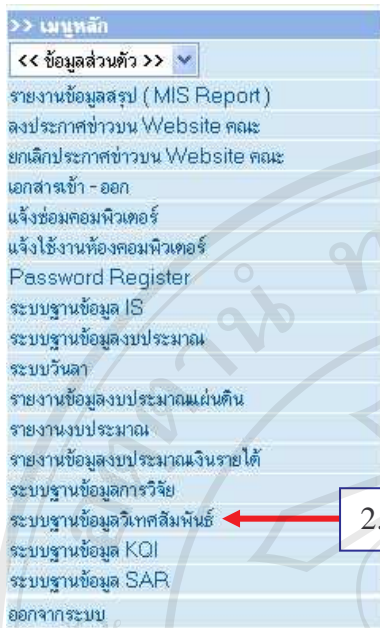 >> เมนูหลัก
<< ข้อมูลส่วนตัว >>
รายงานข้อมูลสรุป ( MIS Report )
ลงประกาศข่าวบน Website คณะ
ยกเลิกประกาศข่าวบน Website คณะ
เอกสารเข้า - ออก
แจ้งซ่อมคอมพิวเตอร์
แจ้งใช้งานห้องคอมพิวเตอร์
Password Register
ระบบฐานข้อมูล IS
ระบบฐานข้อมูลงบประมาณ
ระบบวันลา
รายงานข้อมูลงบประมาณแผ่นดิน
รายงานงบประมาณ
รายงานข้อมูลงบประมาณเงินรายได้
ระบบฐานข้อมูลการวิจัย
ระบบฐานข้อมูลวิเทศสัมพันธ์
2.
ระบบฐานข้อมูล KQI
ระบบฐานข้อมูล SAR
ออกจากระบบ